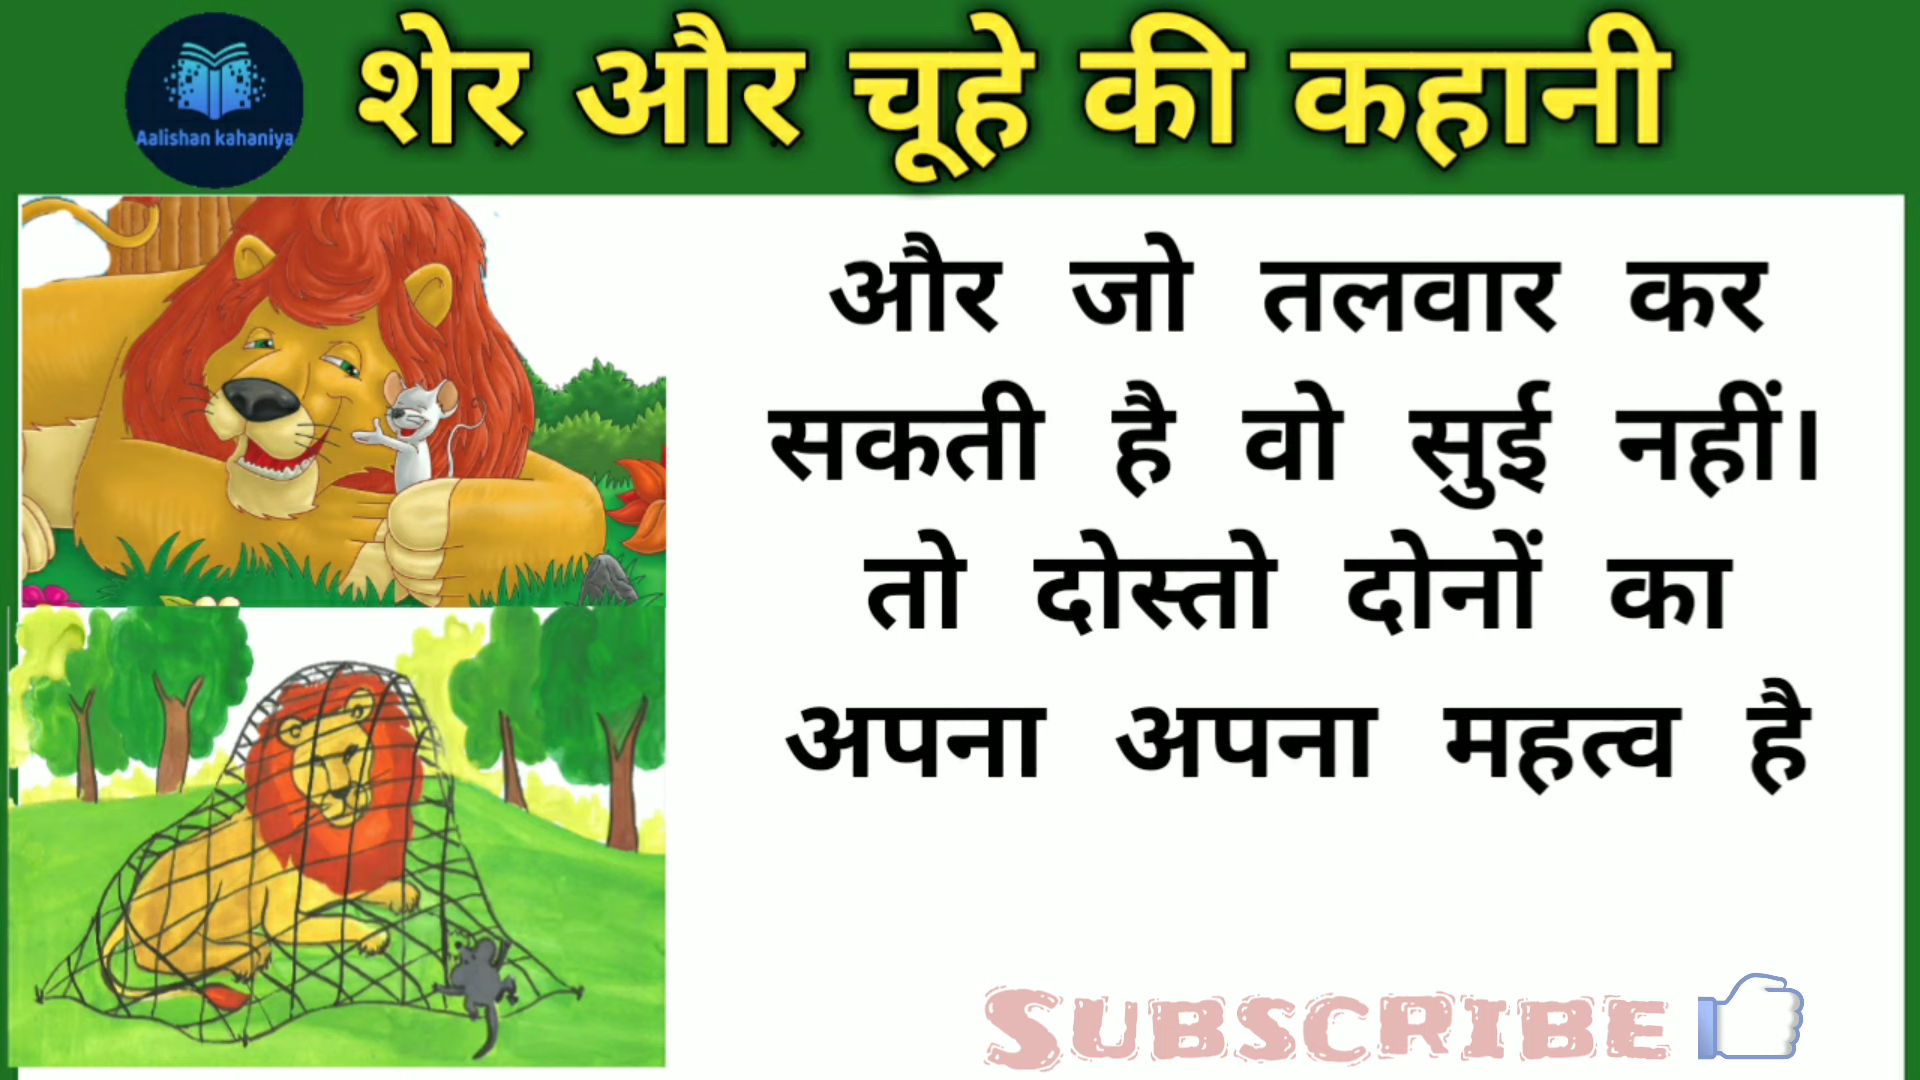 Aalishan kahaniya
शेर और चूहे की कहानी
और जो तलवार कर
सकती है वो सुई नहीं।
तो दोस्तो दोनों का
अपना अपना महत्व है
SUBSCRIBE